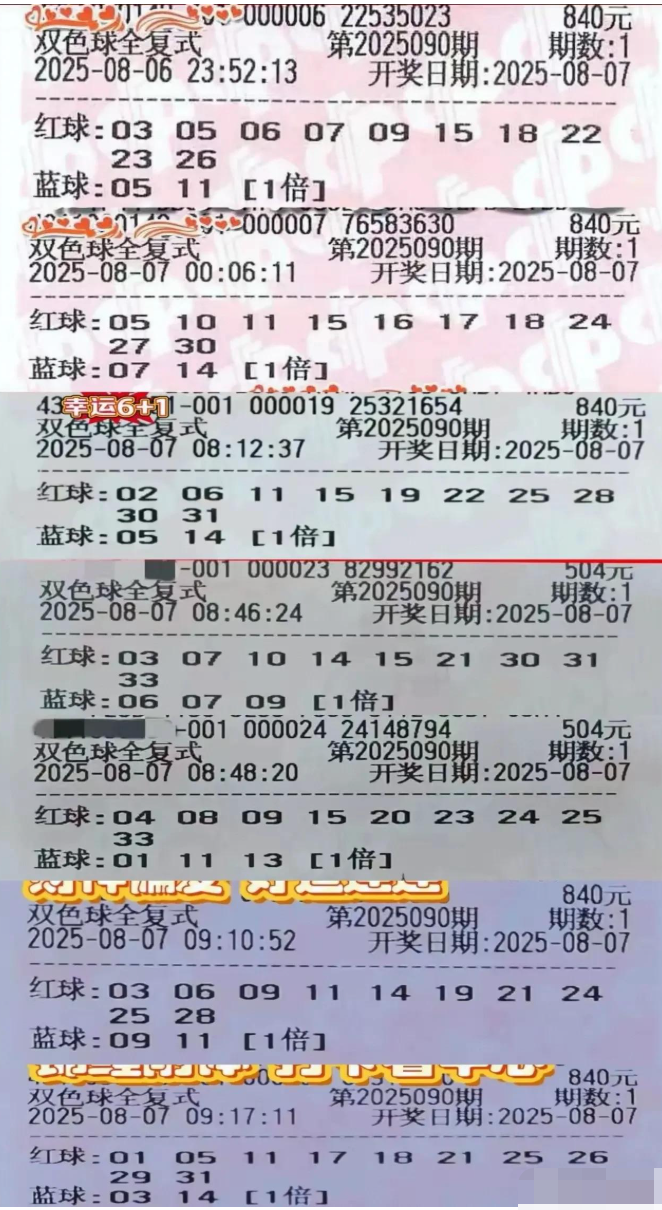 000006 22535023 840元
双色球全复式 第2025090期 期数:1
2025-08-06 23:52:13 开奖日期:2025-08-07
红球:03 05 06 07 09 15 18 22
23 26
蓝球:05 11 [1倍]
000007 76583630 840元
双色球全复式 第2025090期 期数:1
2025-08-07 00:06:11 开奖日期:2025-08-07
红球:05 10 11 15 16 17 18 24
27 30
蓝球:07 14 [1倍]
43 幸运6+1 1-001 000019 25321654 840元
双色球全复式 第2025090期 期数:1
2025-08-07 08:12:37 开奖日期:2025-08-07
红球:02 06 11 15 19 22 25 28
30 31
蓝球:05 14 [1倍]
-001 000023 82992162 504元
双色球全复式 第2025090期 期数:1
2025-08-07 08:46:24 开奖日期:2025-08-07
红球:03 07 10 14 15 21 30 31
33
蓝球:06 07 09 [1倍]
-001 000024 24148794 504元
双色球全复式 第2025090期 期数:1
2025-08-07 08:48:20 开奖日期:2025-08-07
红球:04 08 09 15 20 23 24 25
33
蓝球:01 11 13 [1倍]
840元
双色球全复式 第2025090期 期数:1
2025-08-07 09:10:52 开奖日期:2025-08-07
红球:03 06 09 11 14 19 21 24
25 28
蓝球:09 11 [1倍]
840元
双色球全复式 第2025090期 期数:1
2025-08-07 09:17:11 开奖日期:2025-08-07
红球:01 05 11 17 18 21 25 26
29 31
蓝球:03 14 [1倍]